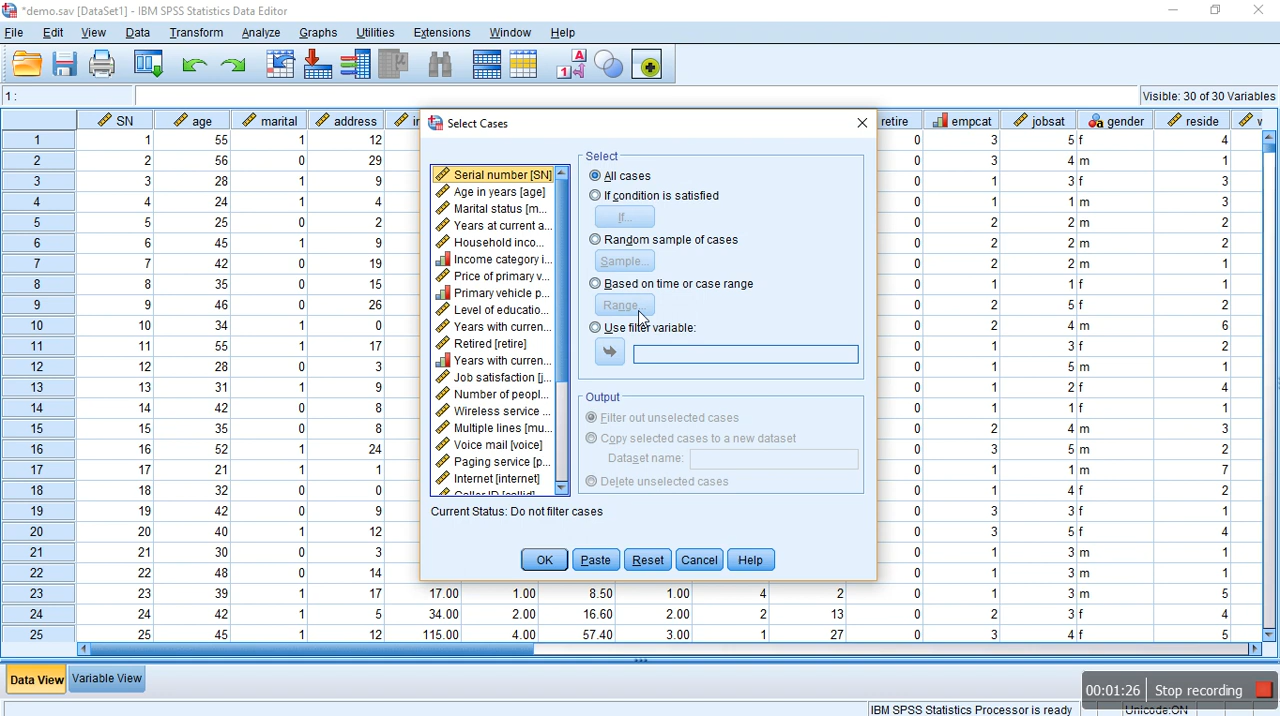 *demo.sav [DataSet1] - IBM SPSS Statistics Data Editor
File Edit View Data Transform Analyze Graphs Utilities Extensions Window Help
1 : Visible: 30 of 30 Variables
SN age marital address retire empcat jobsat gender reside
1 1 55 1 12 0 3 5 f 4
2 2 56 0 29 0 3 4 m 1
3 3 28 1 9 0 1 3 f 3
4 4 24 1 4 0 1 1 m 3
5 5 25 0 2 0 2 2 m 2
6 6 45 1 9 0 2 2 m 2
7 7 42 0 19 0 2 2 m 1
8 8 35 0 15 0 1 1 f 1
9 9 46 0 26 0 2 5 f 2
10 10 34 1 0 0 2 4 m 6
11 11 55 1 17 0 1 3 f 2
12 12 28 0 3 0 1 5 m 1
13 13 31 1 9 0 1 2 f 4
14 14 42 0 8 0 1 1 f 1
15 15 35 0 8 0 2 4 m 3
16 16 52 1 24 0 3 5 m 2
17 17 21 1 1 0 1 1 m 7
18 18 32 0 0 0 1 4 f 2
19 19 42 0 9 0 3 3 f 1
20 20 40 1 12 0 3 5 f 4
21 21 30 0 3 0 1 3 m 1
22 22 48 0 14 0 1 3 m 1
23 23 39 1 17 17.00 1.00 8.50 1.00 4 2 0 1 3 m 5
24 24 42 1 2 34.00 2.00 16.60 2.00 2 13 0 2 3 f 4
25 25 45 1 12 115.00 4.00 57.40 3.00 1 27 0 3 4 f 5
Select Cases
Serial number [SN]
Age in years [age]
Marital status [m...
Years at current a...
Household inco...
Income category i...
Price of primary v...
Primary vehicle p...
Level of educatio...
Years with curren...
Retired [retire]
Years with curren...
Job satisfaction [j...
Number of peopl...
Wireless service ...
Multiple lines [mu...
Voice mail [voice]
Paging service [p...
Internet [internet]
Caller ID [callid]
Select
All cases
If condition is satisfied
If...
Random sample of cases
Sample...
Based on time or case range
Range...
Use filter variable:
Output
Filter out unselected cases
Copy selected cases to a new dataset
Dataset name:
Delete unselected cases
Current Status: Do not filter cases
OK Paste Reset Cancel Help
Data View Variable View
00:01:26 Stop recording
IBM SPSS Statistics Processor is ready Unicode:ON